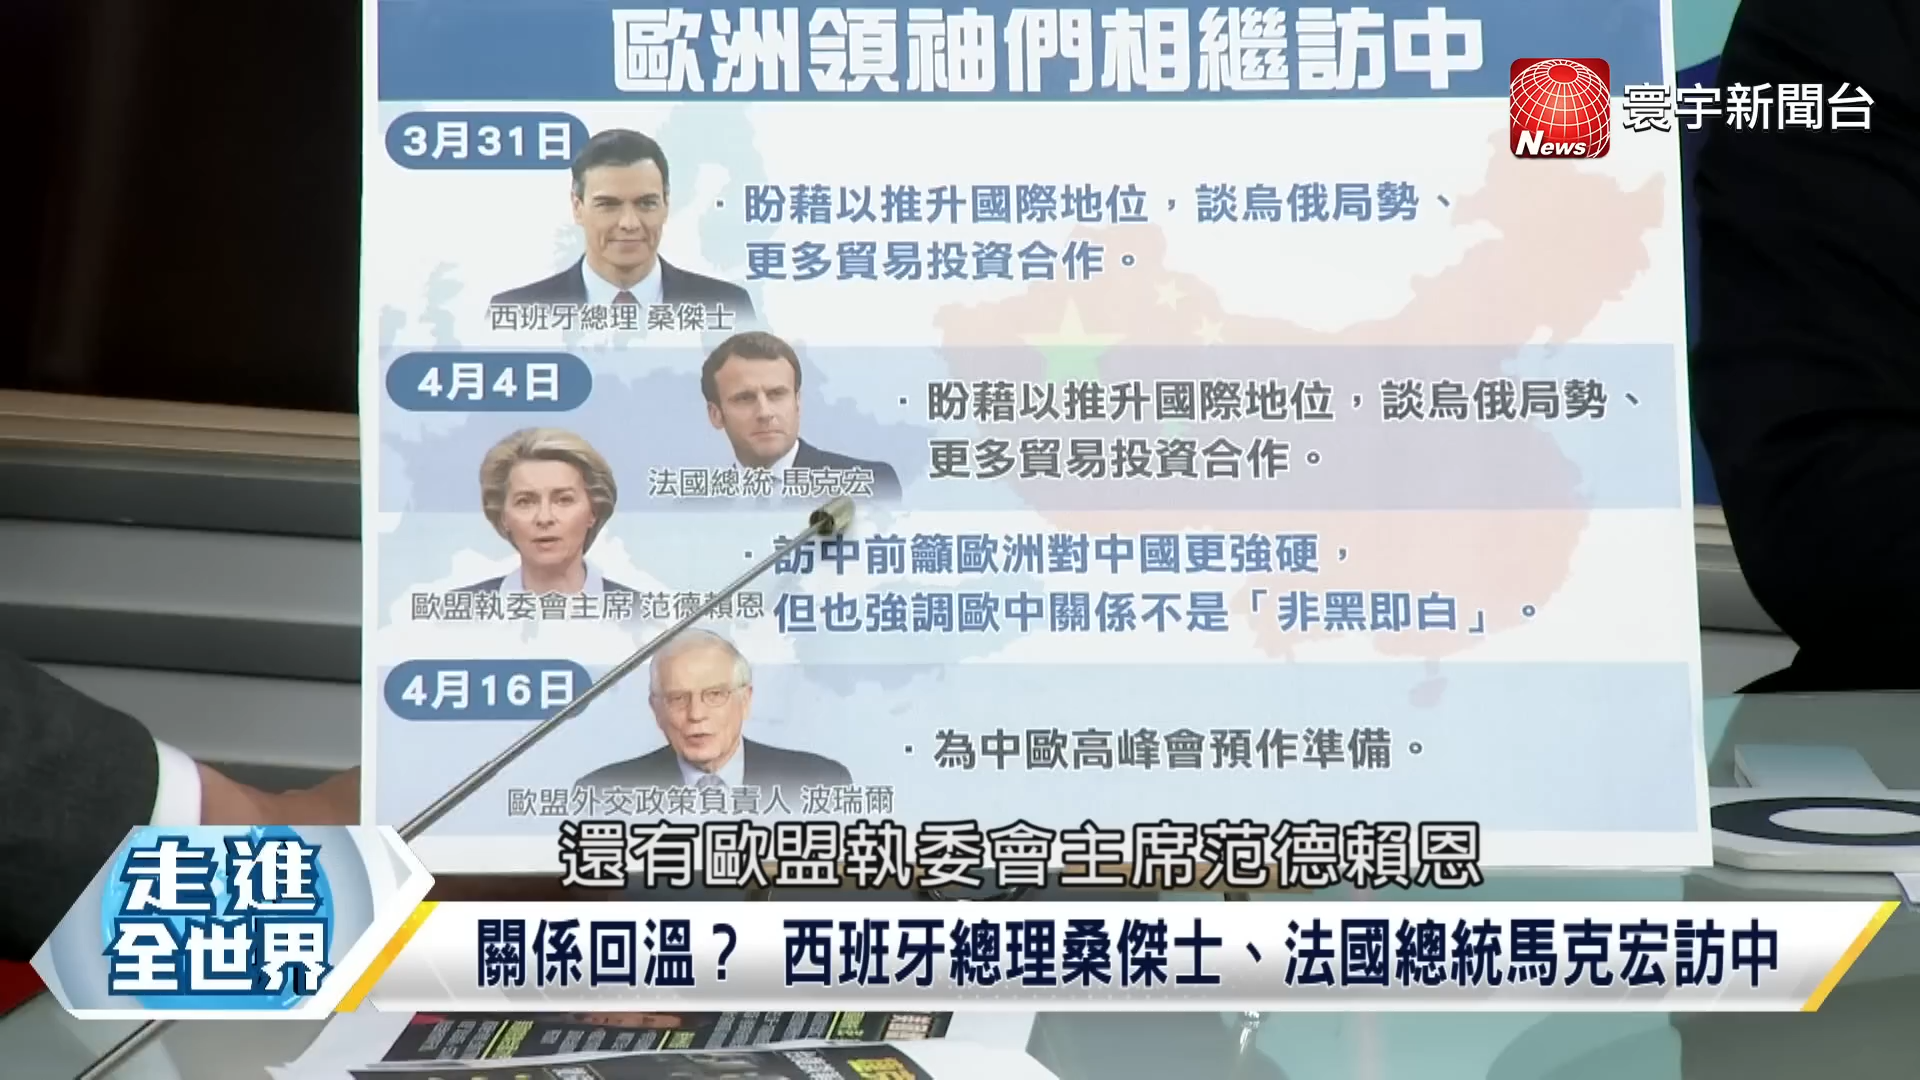 歐洲領袖們相繼訪中
News
寰宇新聞台
3月31日
·盼藉以推升國際地位，談烏俄局勢、
更多貿易投資合作。
西班牙總理 桑傑士
4月4日
·盼藉以推升國際地位，談烏俄局勢、
更多貿易投資合作。
法國總統 馬克宏
·訪中前籲歐洲對中國更強硬，
但也強調歐中關係不是「非黑即白」。
歐盟執委會主席 范德賴恩
4月16日
·為中歐高峰會預作準備。
歐盟外交政策負責人 波瑞爾
還有歐盟執委會主席范德賴恩
走進
全世界
關係回溫？ 西班牙總理桑傑士、法國總統馬克宏訪中